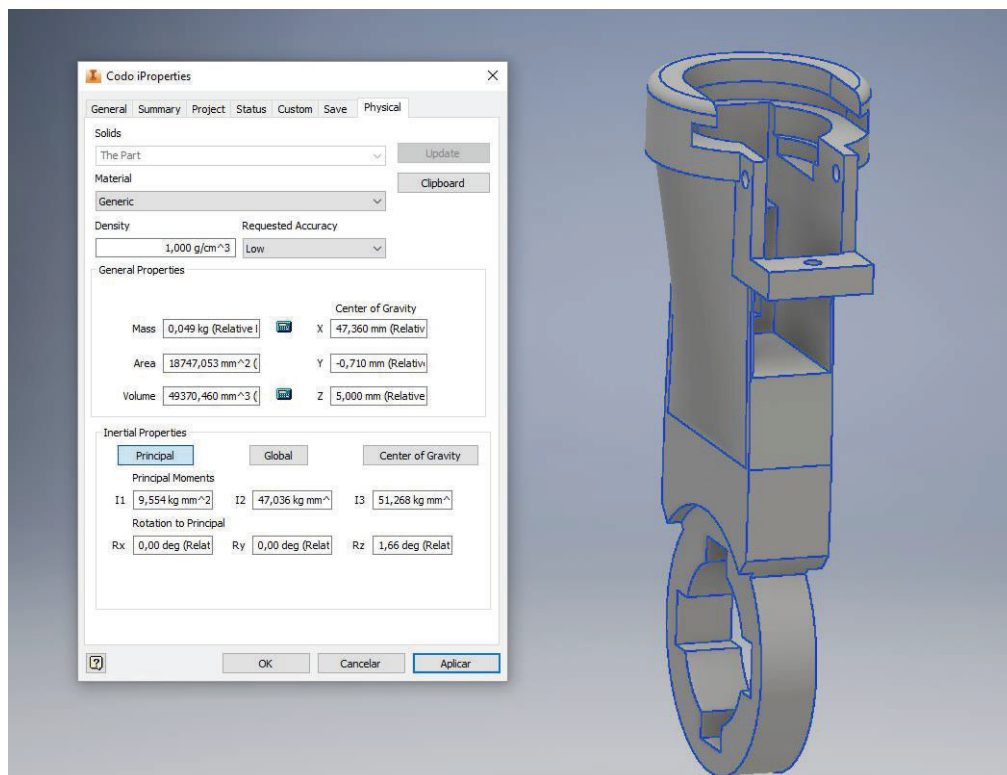 Codo iProperties
General Summary Project Status Custom Save Physical
Solids
The Part
Update
Material
Clipboard
Generic
Density Requested Accuracy
1,000 g/cm^3 Low
General Properties
Center of Gravity
Mass 0,049 kg (Relative X 47,360 mm (Relativ
Area 18747,053 mm^2 ( Y -0,710 mm (Relativ
Volume 49370,460 mm^3 ( Z 5,000 mm (Relative
Inertial Properties
Principal Global Center of Gravity
Principal Moments
I1 9,554 kg mm^2 I2 47,036 kg mm^ I3 51,268 kg mm^
Rotation to Principal
Rx 0,00 deg (Relat Ry 0,00 deg (Relat Rz 1,66 deg (Relat
? OK Cancelar Aplicar